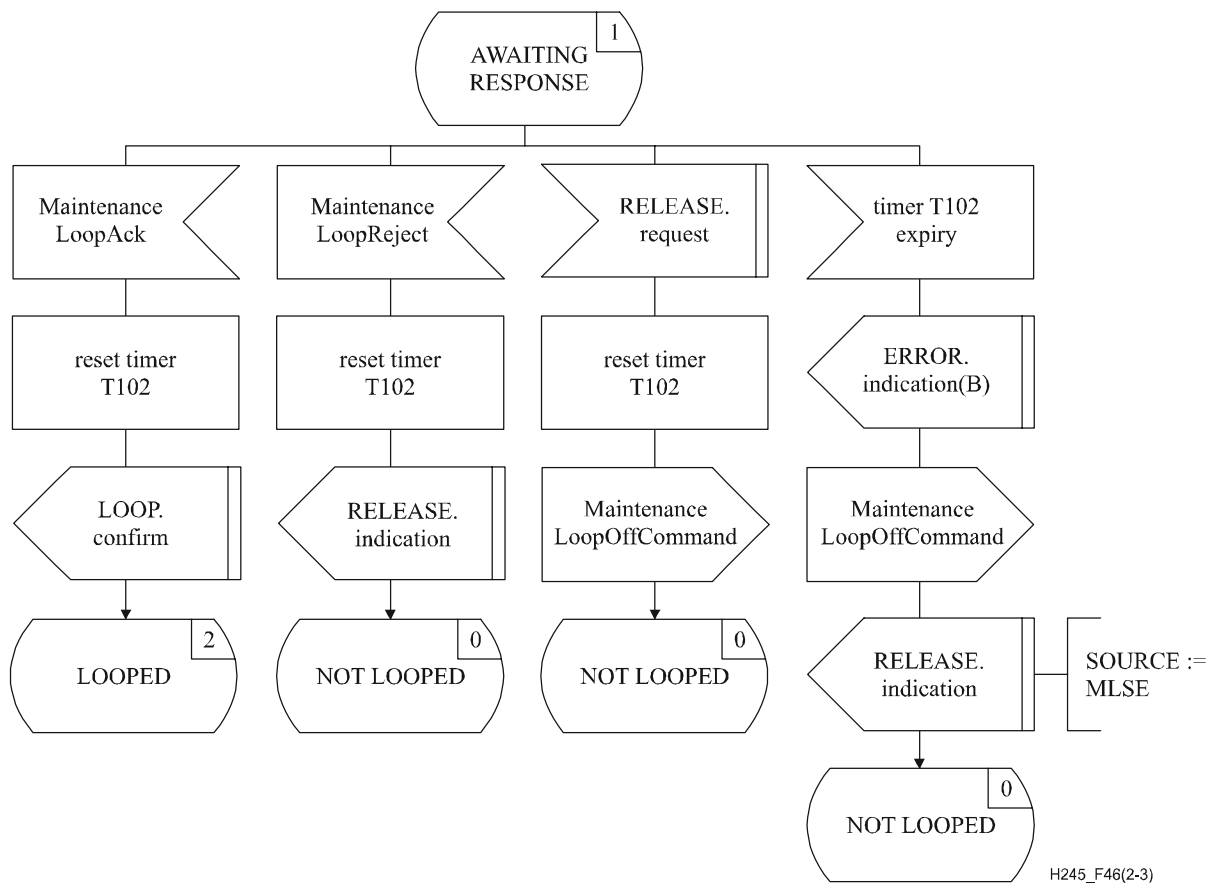 1
AWAITING
RESPONSE
Maintenance
LoopAck
Maintenance
LoopReject
RELEASE.
request
timer T102
expiry
reset timer
T102
reset timer
T102
reset timer
T102
ERROR.
indication(B)
LOOP.
confirm
RELEASE.
indication
Maintenance
LoopOffCommand
Maintenance
LoopOffCommand
2
LOOPED
0
NOT LOOPED
0
NOT LOOPED
RELEASE.
indication
SOURCE :=
MLSE
0
NOT LOOPED
H245_F46(2-3)